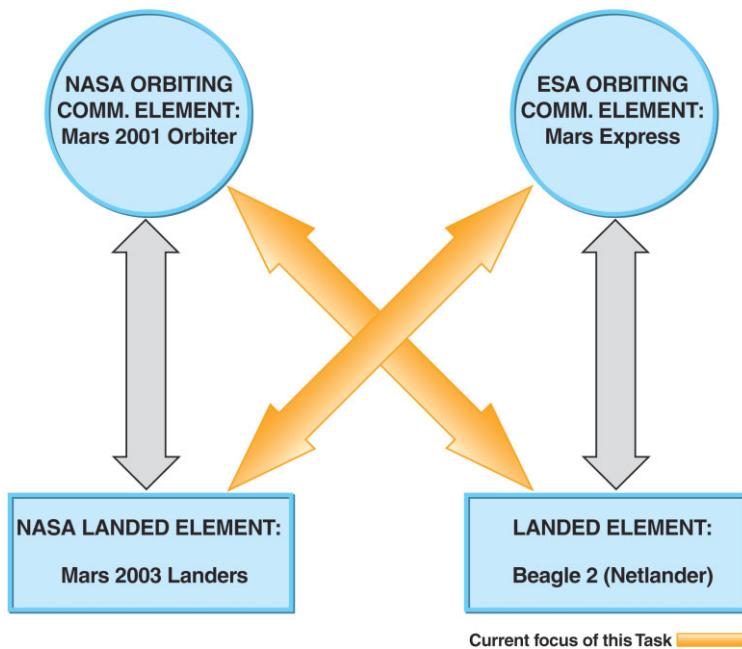 NASA ORBITING
COMM. ELEMENT:
Mars 2001 Orbiter
ESA ORBITING
COMM. ELEMENT:
Mars Express
NASA LANDED ELEMENT:
Mars 2003 Landers
LANDED ELEMENT:
Beagle 2 (Netlander)
Current focus of this Task